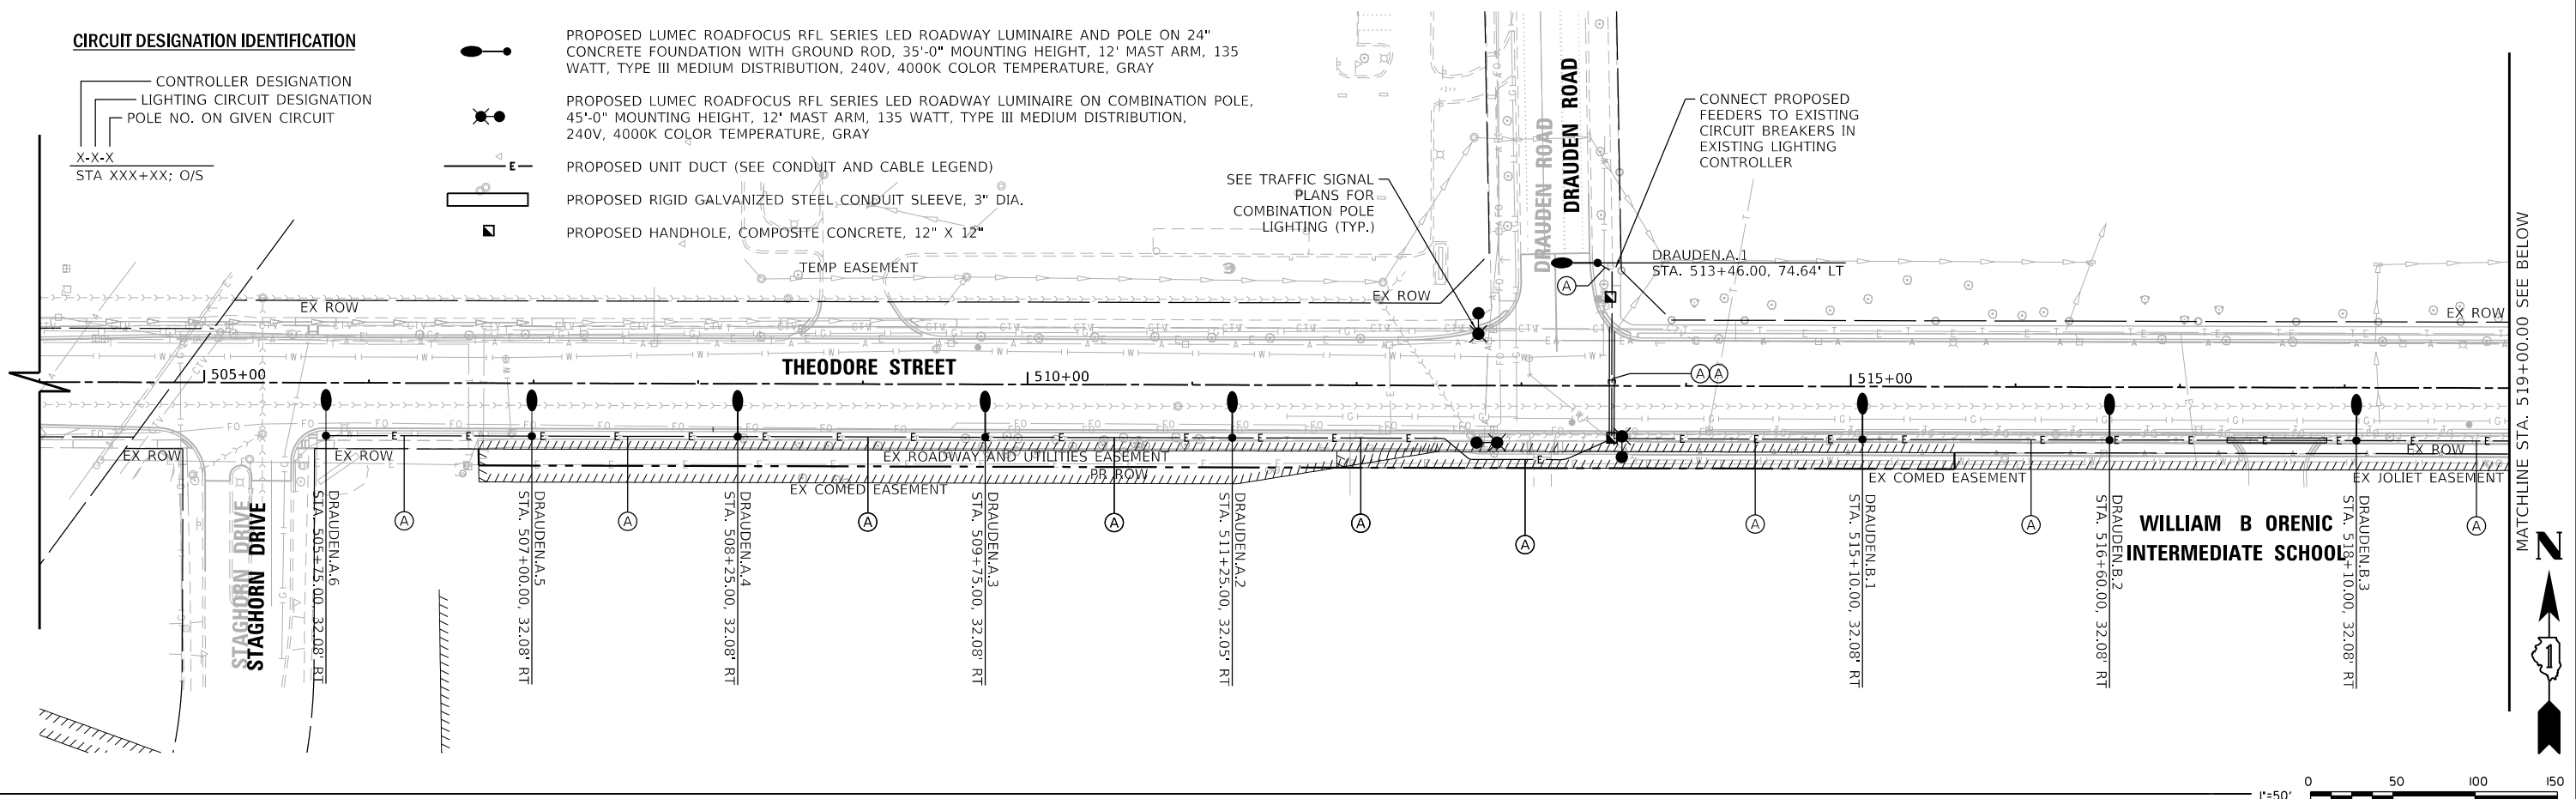 CIRCUIT DESIGNATION IDENTIFICATION
CONTROLLER DESIGNATION
LIGHTING CIRCUIT DESIGNATION
POLE NO. ON GIVEN CIRCUIT
X-X-X
STA XXX+XX; O/S
PROPOSED LUMEC ROADFOCUS RFL SERIES LED ROADWAY LUMINAIRE AND POLE ON 24"
CONCRETE FOUNDATION WITH GROUND ROD, 35'-0" MOUNTING HEIGHT, 12' MAST ARM, 135
WATT, TYPE III MEDIUM DISTRIBUTION, 240V, 4000K COLOR TEMPERATURE, GRAY
PROPOSED LUMEC ROADFOCUS RFL SERIES LED ROADWAY LUMINAIRE ON COMBINATION POLE,
45'-0" MOUNTING HEIGHT, 12' MAST ARM, 135 WATT, TYPE III MEDIUM DISTRIBUTION,
240V, 4000K COLOR TEMPERATURE, GRAY
E
PROPOSED UNIT DUCT (SEE CONDUIT AND CABLE LEGEND)
PROPOSED RIGID GALVANIZED STEEL CONDUIT SLEEVE, 3" DIA.
PROPOSED HANDHOLE, COMPOSITE CONCRETE, 12" X 12"
SEE TRAFFIC SIGNAL
PLANS FOR
COMBINATION POLE
LIGHTING (TYP.)
DRAUDEN ROAD
DRAUDEN ROAD
CONNECT PROPOSED
FEEDERS TO EXISTING
CIRCUIT BREAKERS IN
EXISTING LIGHTING
CONTROLLER
DRAUDEN.A.1
STA. 513+46.00, 74.64' LT
A
TEMP EASEMENT
EX ROW
EX ROW
EX ROW
THEODORE STREET
505+00
510+00
515+00
A A
EX ROW
EX ROW
EX ROADWAY AND UTILITIES EASEMENT
PR ROW
EX COMED EASEMENT
EX COMED EASEMENT
EX ROW
EX JOLIET EASEMENT
A
A
A
A
A
A
A
A
A
STAGHORN DRIVE
STAGHORN DRIVE
DRAUDEN.A.6
STA. 505+75.00, 32.08' RT
DRAUDEN.A.5
STA. 507+00.00, 32.08' RT
DRAUDEN.A.4
STA. 508+25.00, 32.08' RT
DRAUDEN.A.3
STA. 509+75.00, 32.08' RT
DRAUDEN.A.2
STA. 511+25.00, 32.05' RT
DRAUDEN.B.1
STA. 515+10.00, 32.08' RT
DRAUDEN.B.2
STA. 516+60.00, 32.08' RT
DRAUDEN.B.3
STA. 518+10.00, 32.08' RT
WILLIAM B ORENIC
INTERMEDIATE SCHOOL
MATCHLINE STA. 519+00.00 SEE BELOW
N
1
0 50 100 150
1"=50'